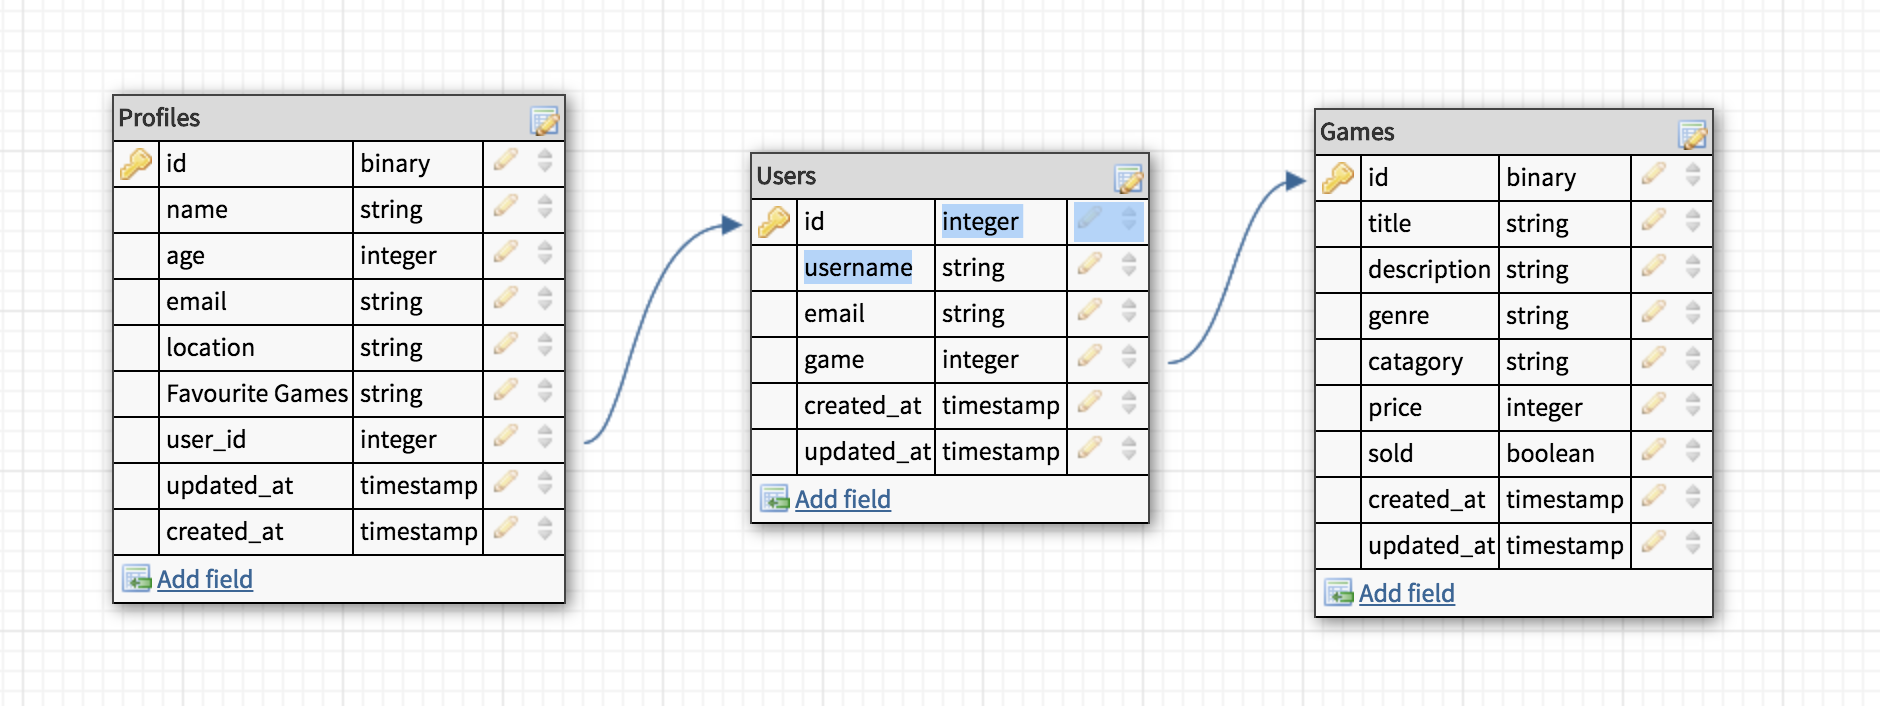 Profiles
id binary
name string
age integer
email string
location string
Favourite Games string
user_id integer
updated_at timestamp
created_at timestamp
Add field
Users
id integer
username string
email string
game integer
created_at timestamp
updated_at timestamp
Add field
Games
id binary
title string
description string
genre string
catagory string
price integer
sold boolean
created_at timestamp
updated_at timestamp
Add field